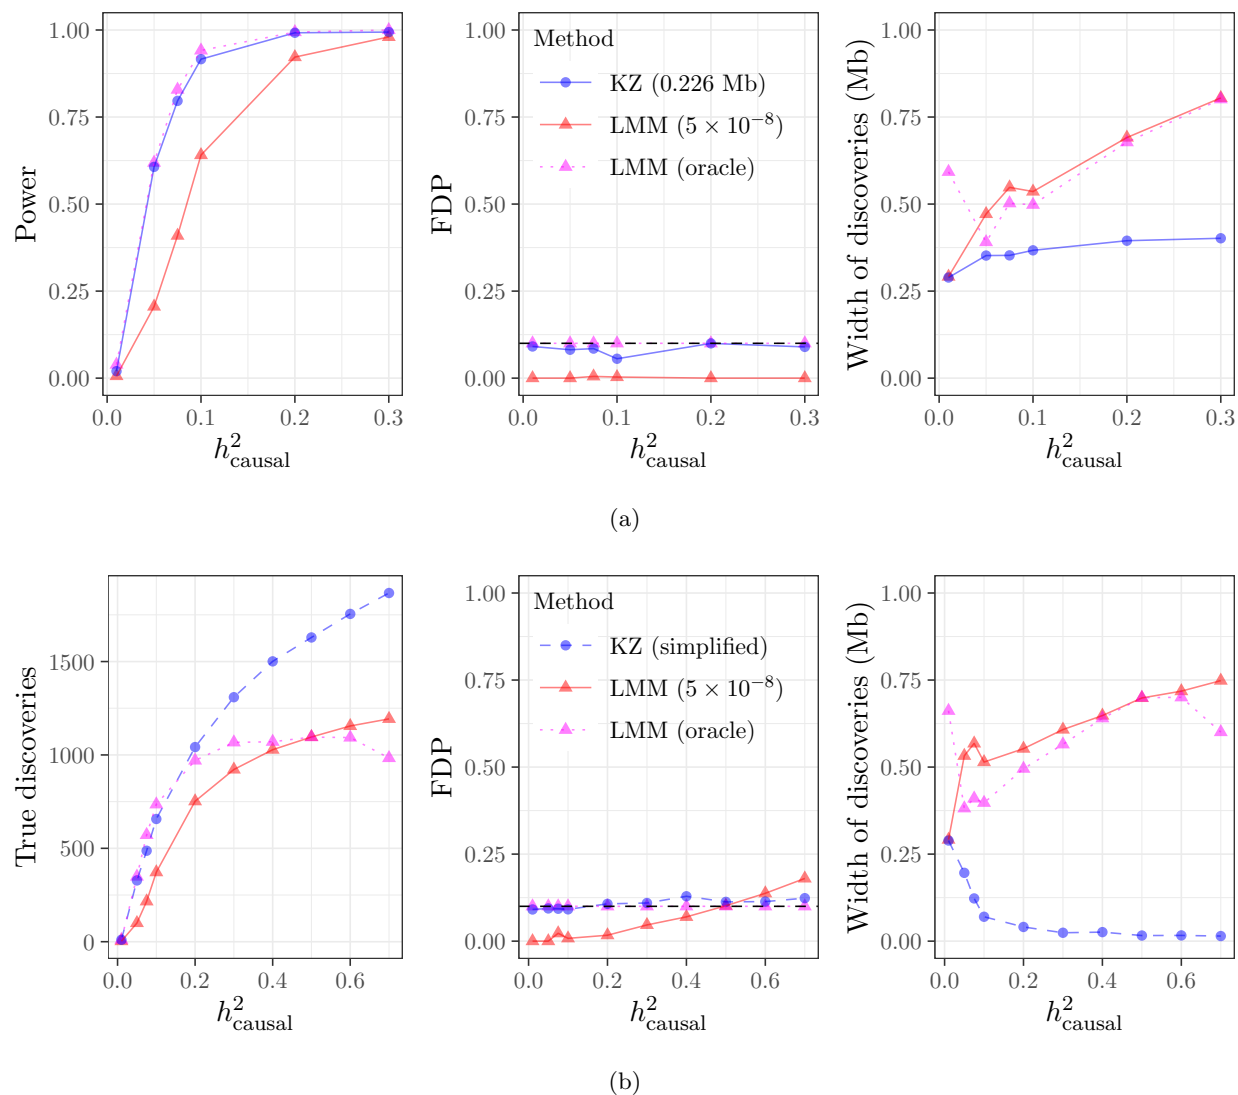 Power
1.00
0.75
0.50
0.25
0.00
0.0 0.1 0.2 0.3
h²causal
FDP
1.00
0.75
0.50
0.25
0.00
Method
KZ (0.226 Mb)
LMM (5 × 10⁻⁸)
LMM (oracle)
0.0 0.1 0.2 0.3
h²causal
Width of discoveries (Mb)
1.00
0.75
0.50
0.25
0.00
0.0 0.1 0.2 0.3
h²causal
(a)
True discoveries
1500
1000
500
0
0.0 0.2 0.4 0.6
h²causal
FDP
1.00
0.75
0.50
0.25
0.00
Method
KZ (simplified)
LMM (5 × 10⁻⁸)
LMM (oracle)
0.0 0.2 0.4 0.6
h²causal
Width of discoveries (Mb)
1.00
0.75
0.50
0.25
0.00
0.0 0.2 0.4 0.6
h²causal
(b)